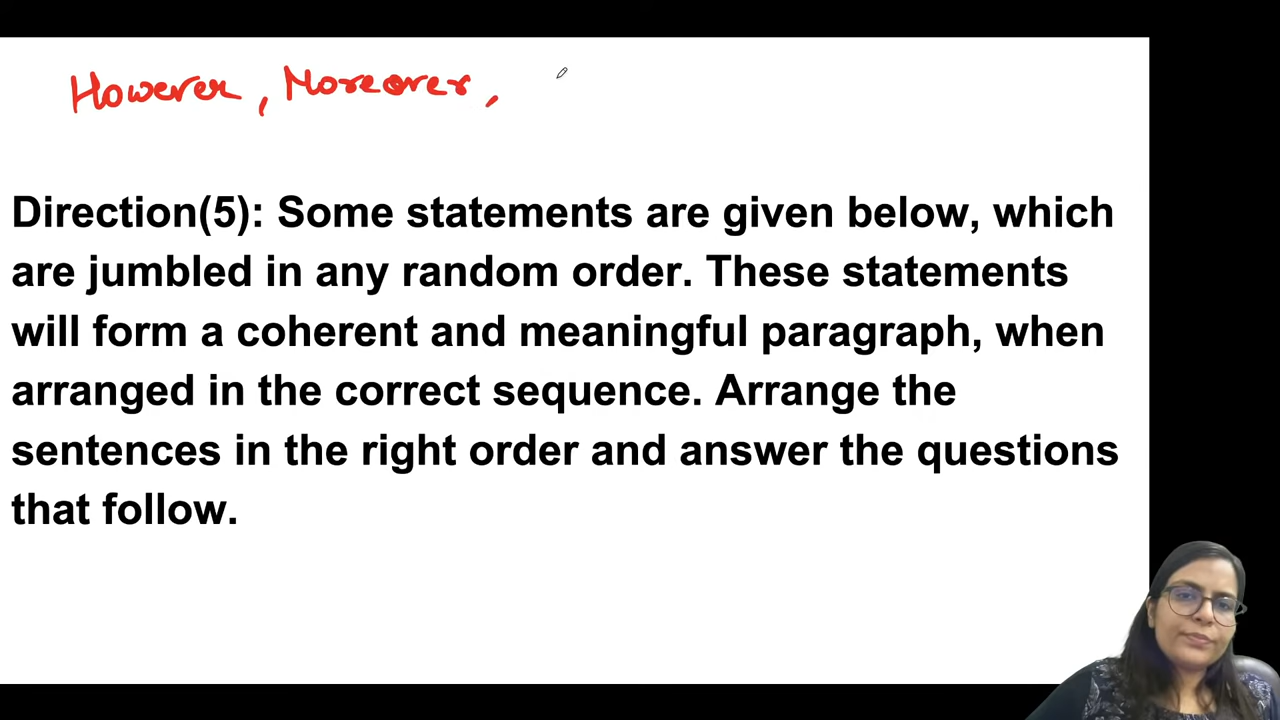 However, Moreover,
Direction(5): Some statements are given below, which
are jumbled in any random order. These statements
will form a coherent and meaningful paragraph, when
arranged in the correct sequence. Arrange the
sentences in the right order and answer the questions
that follow.